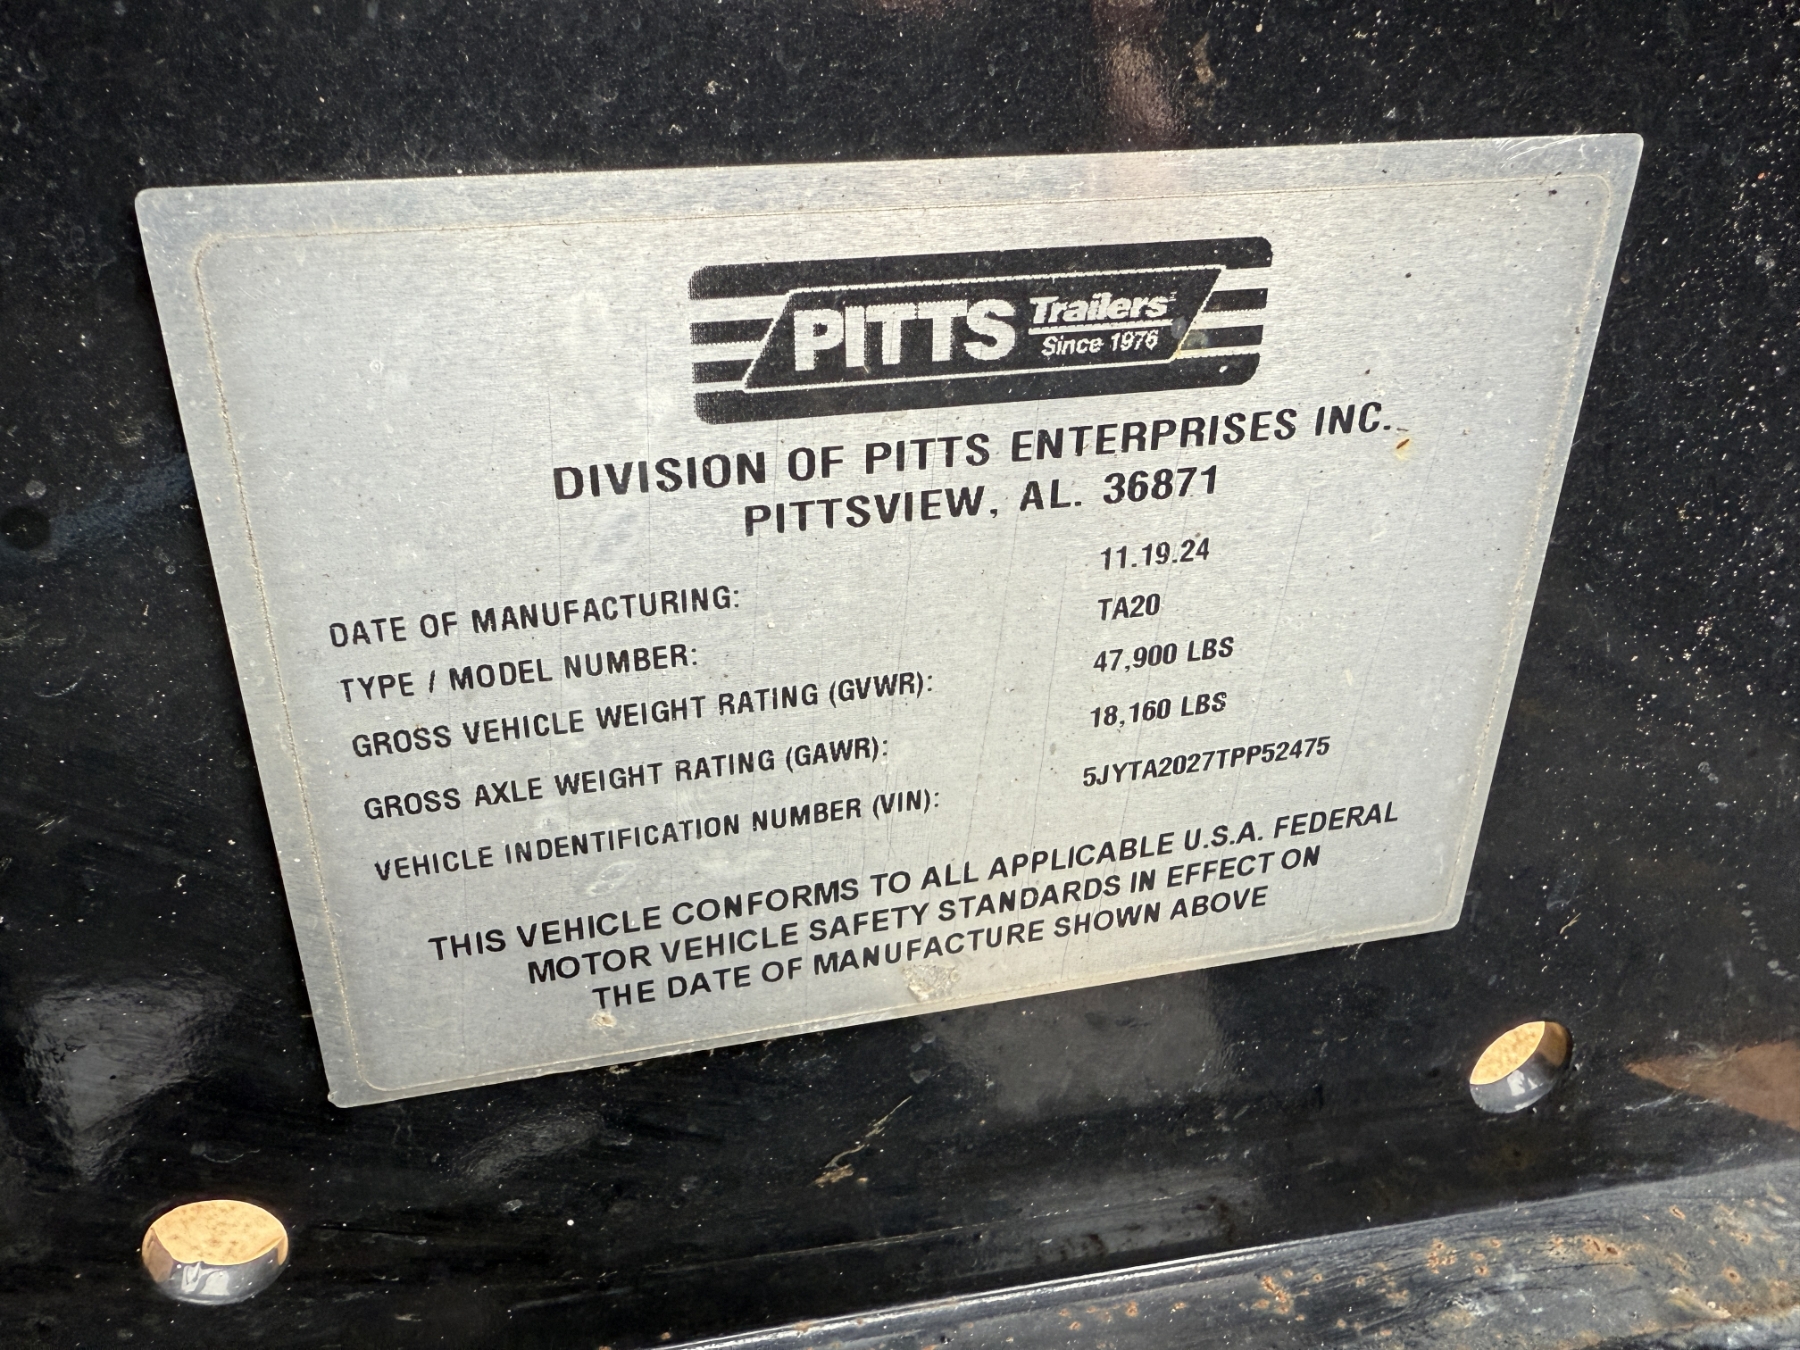 PITTS Trailers
Since 1976
DIVISION OF PITTS ENTERPRISES INC.
PITTSVIEW, AL. 36871
DATE OF MANUFACTURING: 11.19.24
TYPE / MODEL NUMBER: TA20
GROSS VEHICLE WEIGHT RATING (GVWR): 47,900 LBS
GROSS AXLE WEIGHT RATING (GAWR): 18,160 LBS
VEHICLE INDENTIFICATION NUMBER (VIN): 5JYTA2027TPP52475
THIS VEHICLE CONFORMS TO ALL APPLICABLE U.S.A. FEDERAL
MOTOR VEHICLE SAFETY STANDARDS IN EFFECT ON
THE DATE OF MANUFACTURE SHOWN ABOVE